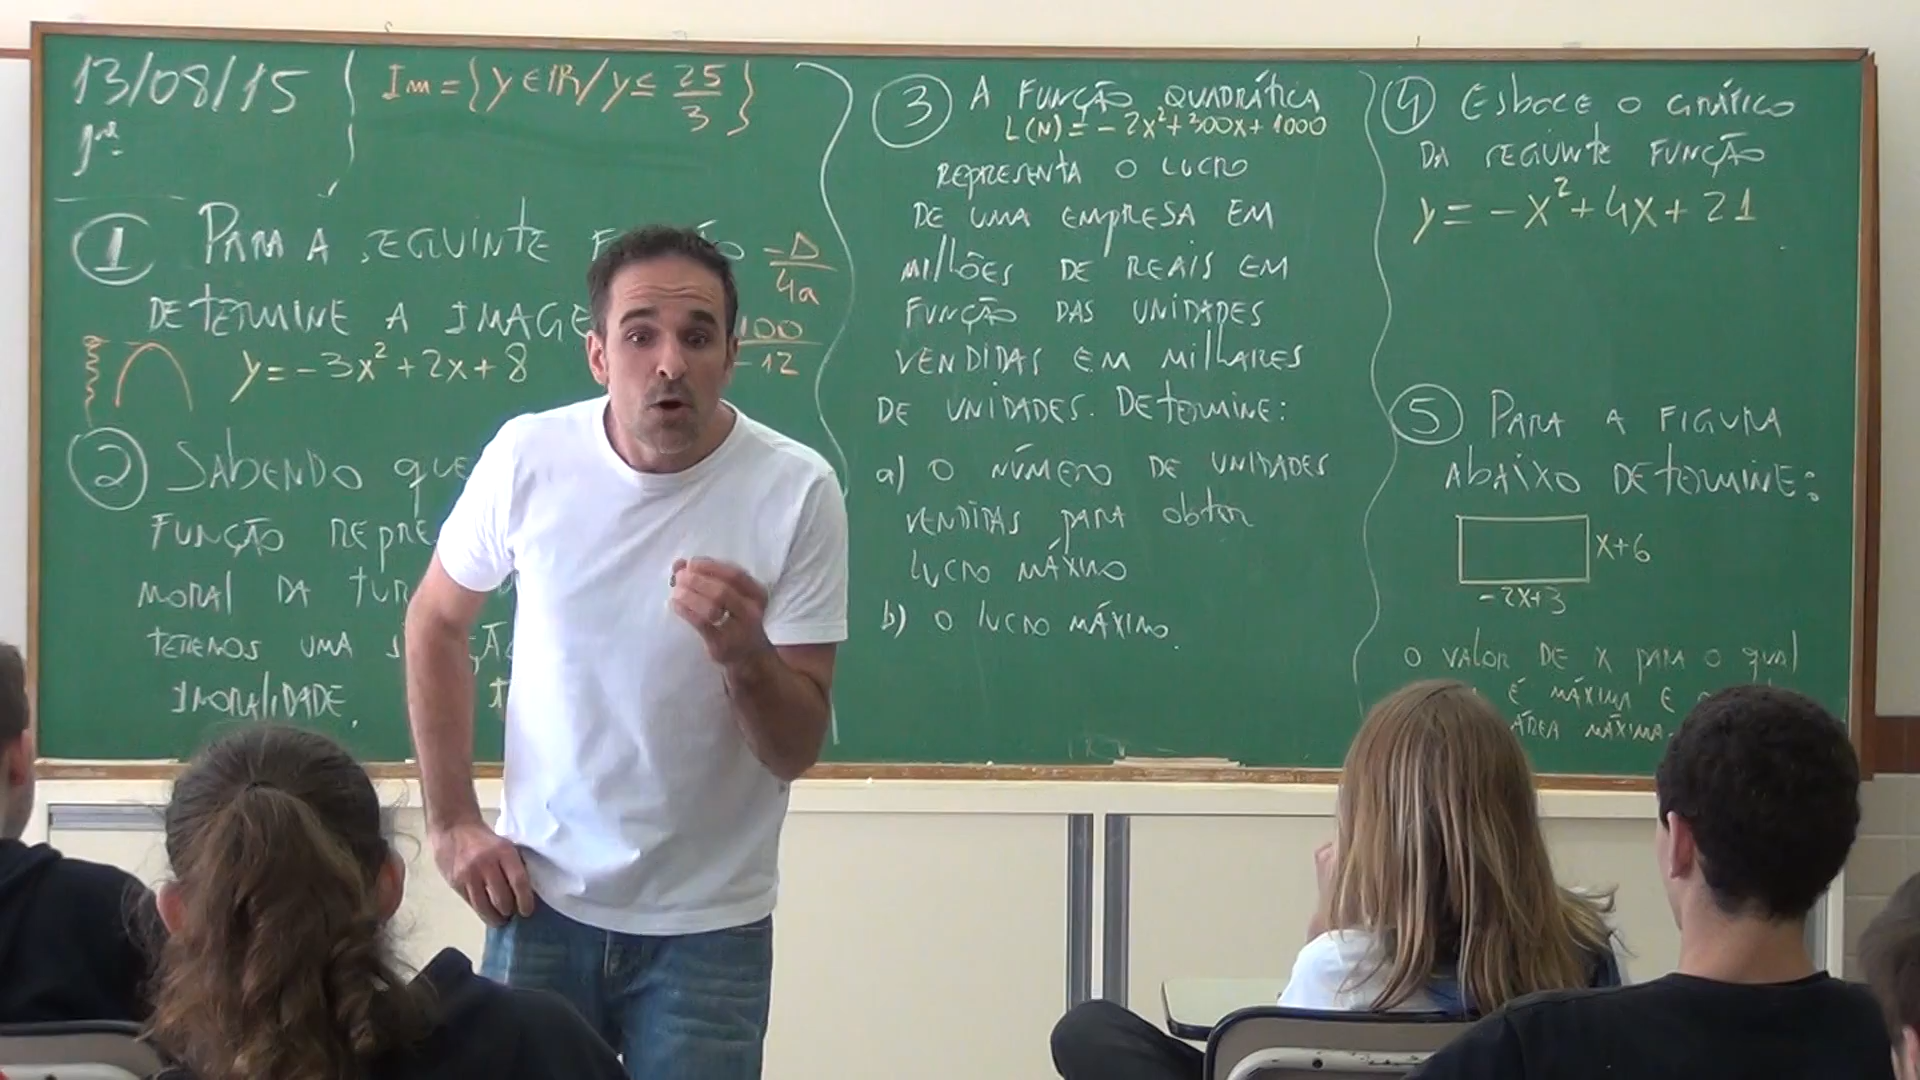 13/08/15
Im = {y ∈ IR / y ≤ 25/3}
1 PARA A SEGUINTE
DETERMINE A IMAGE
y = -3x² + 2x + 8
-Δ/4a
100/-12
2 SABENDO QUE
FUNÇÃO REPRE
MORAL DA TUR
TEREMOS UMA
IMORALIDADE.
3 A FUNÇÃO QUADRÁTICA
L(N) = -2x² + 300x + 1000
REPRESENTA O LUCRO
DE UMA EMPRESA EM
MILHÕES DE REAIS EM
FUNÇÃO DAS UNIDADES
VENDIDAS EM MILHARES
DE UNIDADES. DETERMINE:
a) O NÚMERO DE UNIDADES
VENDIDAS PARA OBTER
LUCRO MÁXIMO
b) O LUCRO MÁXIMO.
4 ESBOCE O GRÁFICO
DA SEGUINTE FUNÇÃO
y = -x² + 4x + 21
5 PARA A FIGURA
ABAIXO DETERMINE:
x+6
-2x+3
O VALOR DE X PARA O QUAL
É MÁXIMA E
ÁREA MÁXIMA.